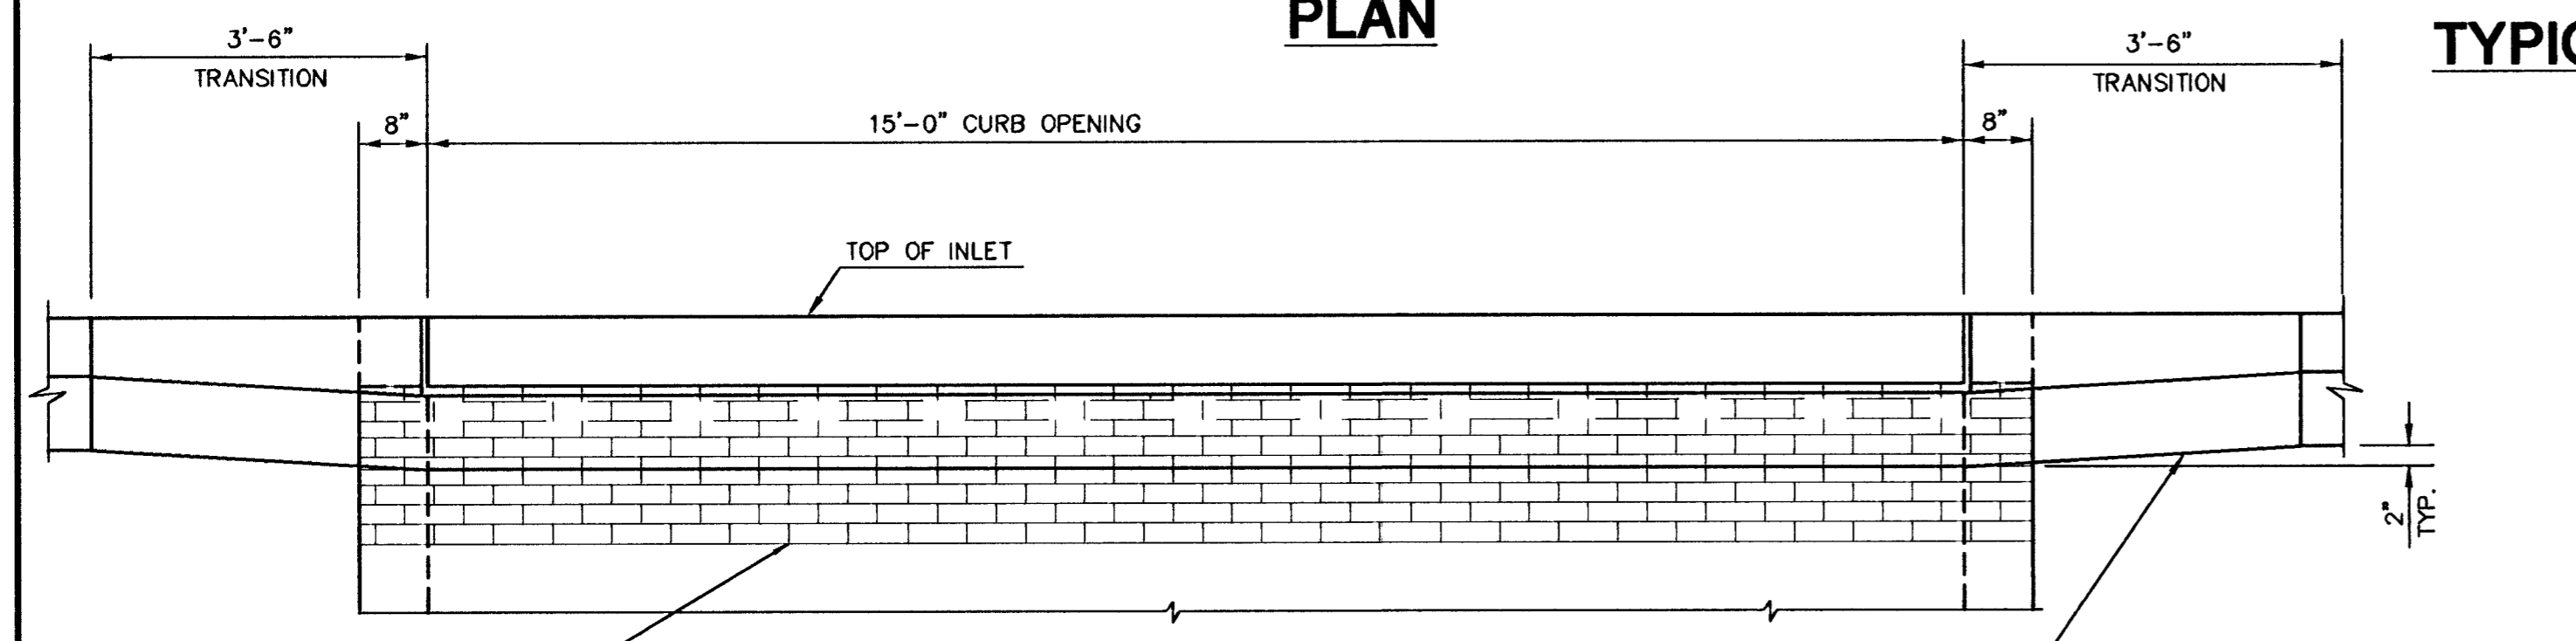 PLAN
TYPIC
3'-6"
TRANSITION
3'-6"
TRANSITION
8"
15'-0" CURB OPENING
8"
TOP OF INLET
2"
TYP.